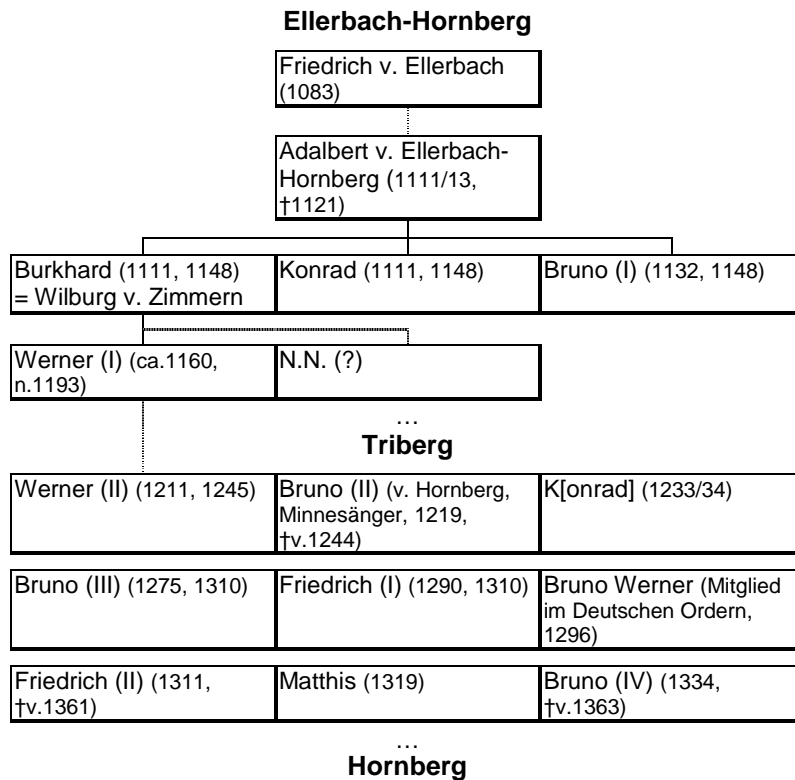 Ellerbach-Hornberg
Friedrich v. Ellerbach
(1083)
Adalbert v. Ellerbach-
Hornberg (1111/13,
†1121)
Burkhard (1111, 1148)
= Wilburg v. Zimmern
Konrad (1111, 1148)
Bruno (I) (1132, 1148)
Werner (I) (ca.1160,
n.1193)
N.N. (?)
...
Triberg
Werner (II) (1211, 1245)
Bruno (II) (v. Hornberg,
Minnesänger, 1219,
†v.1244)
K[onrad] (1233/34)
Bruno (III) (1275, 1310)
Friedrich (I) (1290, 1310)
Bruno Werner (Mitglied
im Deutschen Ordern,
1296)
Friedrich (II) (1311,
†v.1361)
Matthis (1319)
Bruno (IV) (1334,
†v.1363)
...
Hornberg